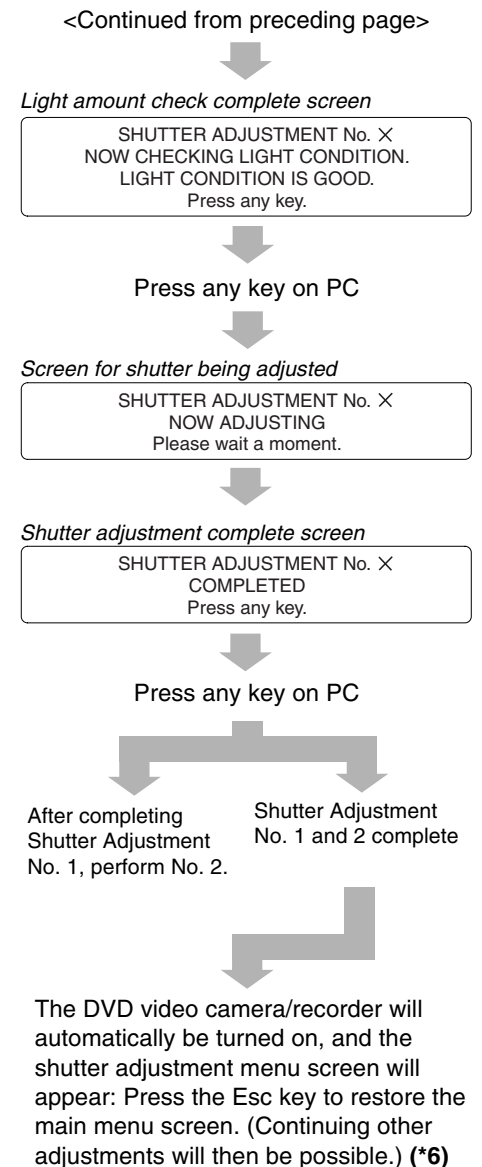 <Continued from preceding page>
Light amount check complete screen
SHUTTER ADJUSTMENT No. ×
NOW CHECKING LIGHT CONDITION.
LIGHT CONDITION IS GOOD.
Press any key.
Press any key on PC
Screen for shutter being adjusted
SHUTTER ADJUSTMENT No. ×
NOW ADJUSTING
Please wait a moment.
Shutter adjustment complete screen
SHUTTER ADJUSTMENT No. ×
COMPLETED
Press any key.
Press any key on PC
After completing
Shutter Adjustment
No. 1, perform No. 2.
Shutter Adjustment
No. 1 and 2 complete
The DVD video camera/recorder will
automatically be turned on, and the
shutter adjustment menu screen will
appear: Press the Esc key to restore the
main menu screen. (Continuing other
adjustments will then be possible.) (*6)